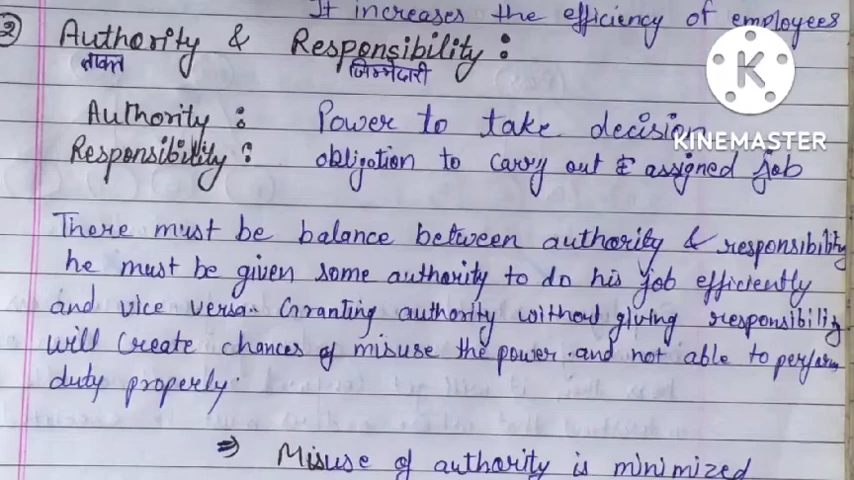 It increases the efficiency of employees
② Authority & Responsibility :
ताकत जिम्मेदारी
Authority : Power to take decision
K
KINEMASTER
Responsibility : obligation to carry out & assigned job
There must be balance between authority & responsibility
he must be given some authority to do his job efficiently
and vice versa.. Granting authority without giving responsibility
will create chances of misuse the power and not able to perform
duty properly.
⇒ Misuse of authority is minimized